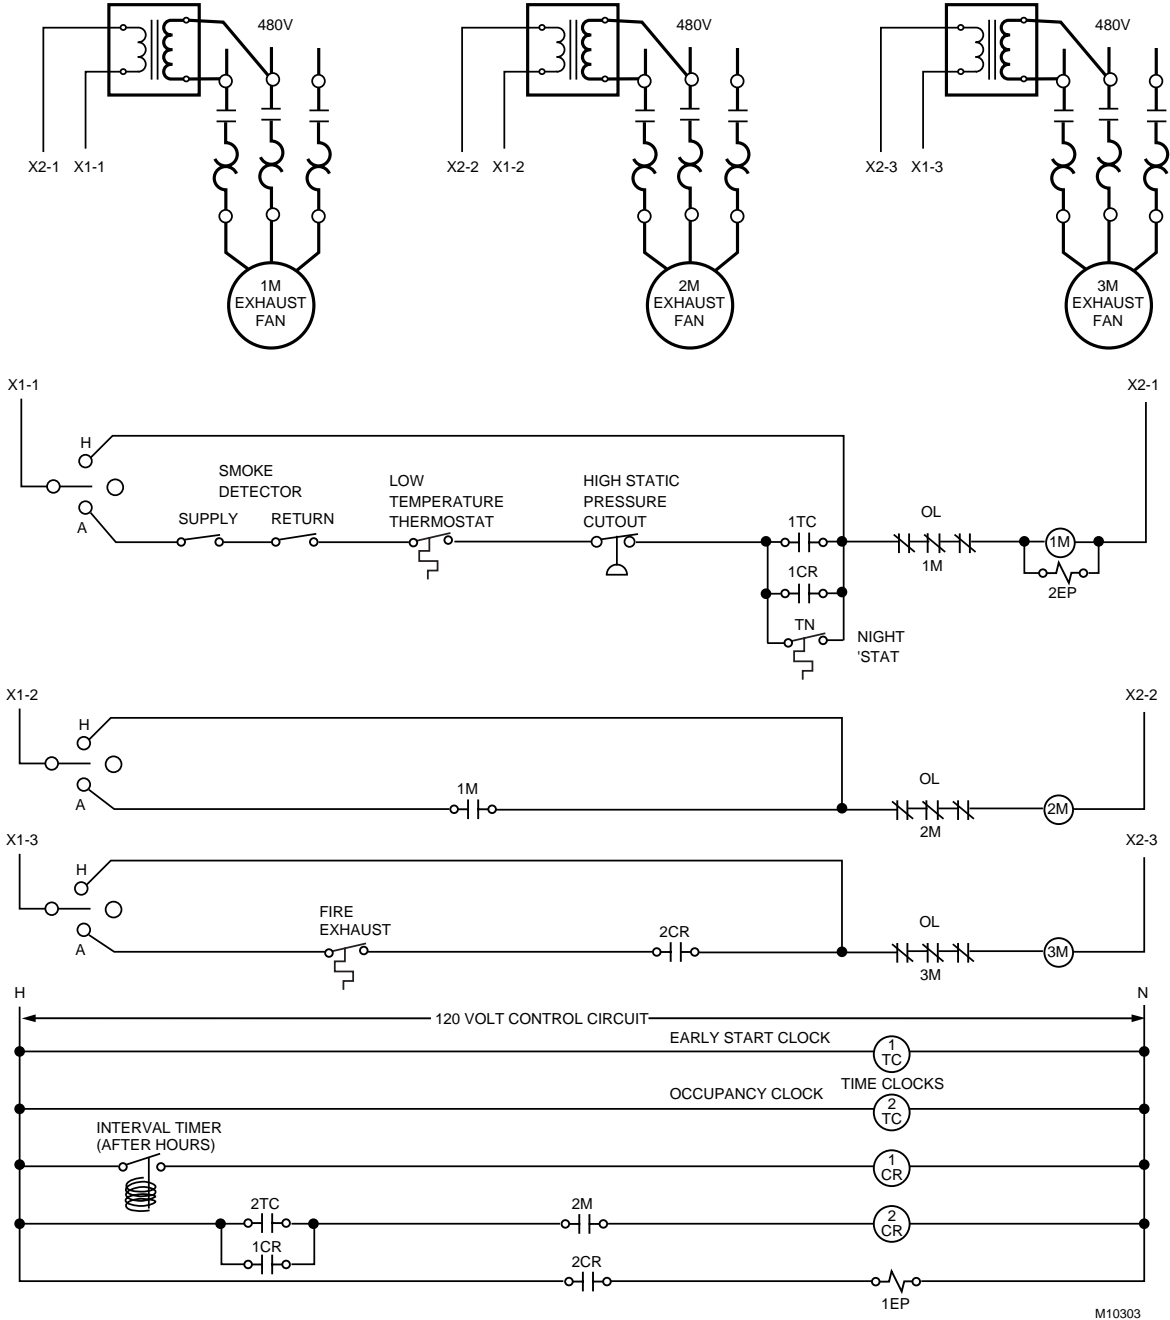 480V
480V
480V
X2-1 X1-1
X2-2 X1-2
X2-3 X1-3
1M
EXHAUST
FAN
2M
EXHAUST
FAN
3M
EXHAUST
FAN
X1-1
X2-1
H
A
SMOKE
DETECTOR
SUPPLY
RETURN
LOW
TEMPERATURE
THERMOSTAT
HIGH STATIC
PRESSURE
CUTOUT
1TC
1CR
TN
NIGHT
'STAT
OL
1M
1M
2EP
X1-2
X2-2
H
A
1M
OL
2M
2M
X1-3
X2-3
H
A
FIRE
EXHAUST
2CR
OL
3M
3M
H
N
120 VOLT CONTROL CIRCUIT
EARLY START CLOCK
1
TC
OCCUPANCY CLOCK
TIME CLOCKS
2
TC
INTERVAL TIMER
(AFTER HOURS)
1
CR
2TC
1CR
2M
2
CR
2CR
1EP
M10303